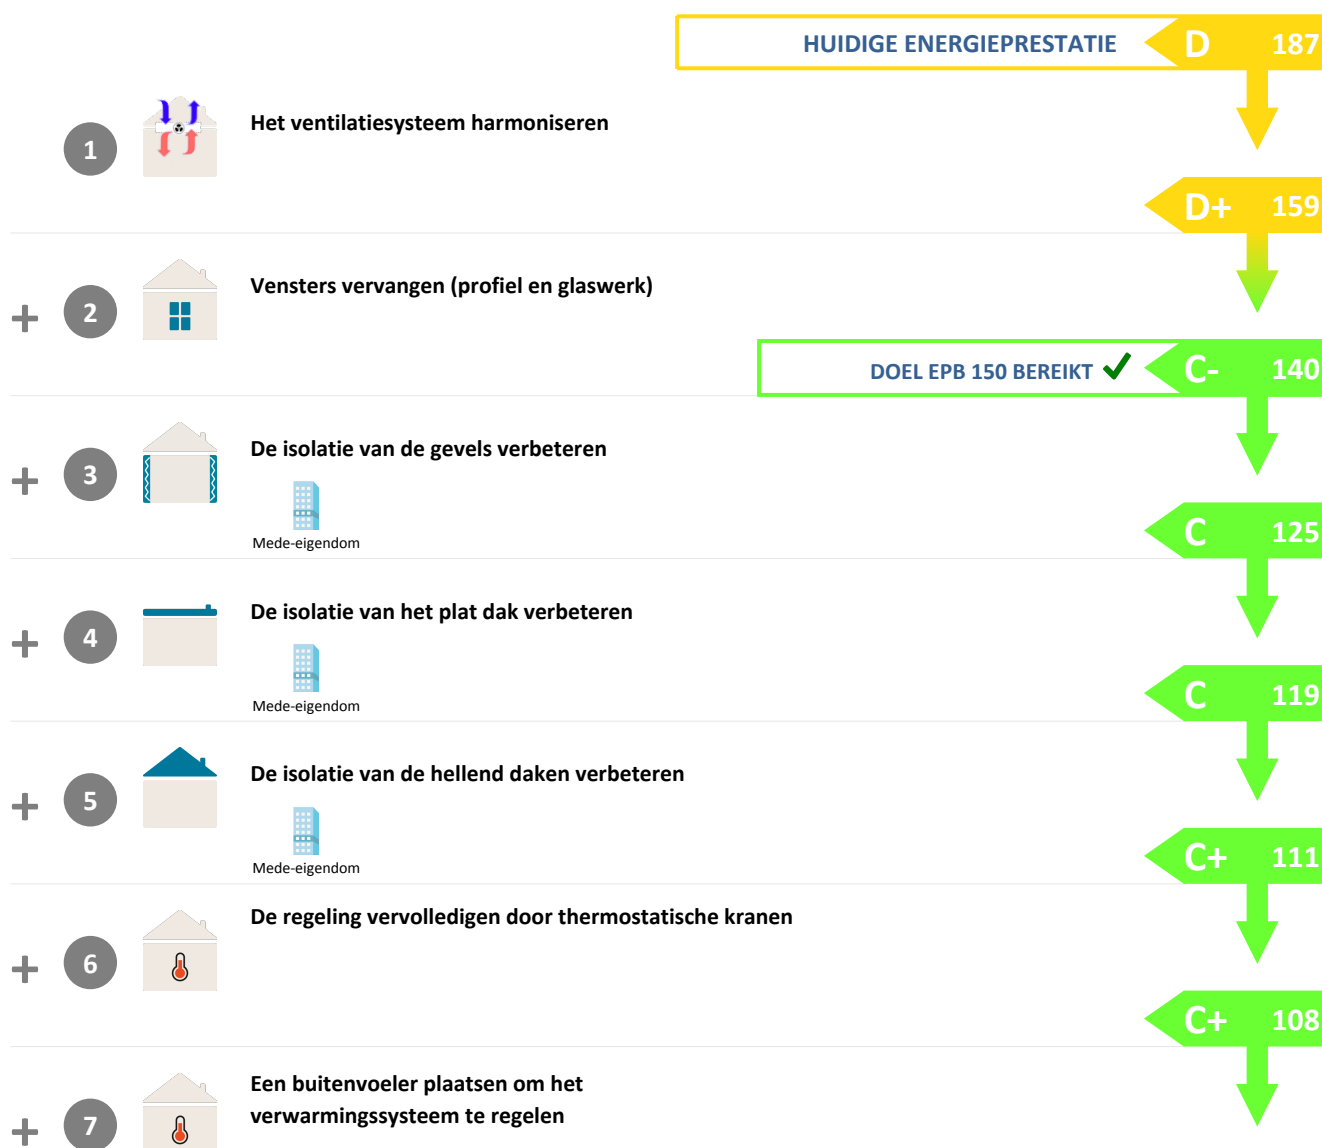 HUIDIGE ENERGIEPRESTATIE D 187
1 Het ventilatiesysteem harmoniseren
D+ 159
+ 2 Vensters vervangen (profiel en glaswerk)
DOEL EPB 150 BEREIKT ✓ C- 140
+ 3 De isolatie van de gevels verbeteren
Mede-eigendom
C 125
+ 4 De isolatie van het plat dak verbeteren
Mede-eigendom
C 119
+ 5 De isolatie van de hellend daken verbeteren
Mede-eigendom
C+ 111
+ 6 De regeling vervolledigen door thermostatische kranen
C+ 108
+ 7 Een buitenvoeler plaatsen om het
verwarmingssysteem te regelen